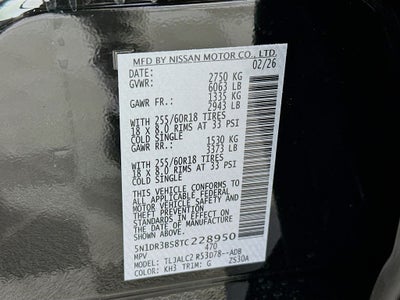 MFD BY NISSAN MOTOR CO., LTD.
DATE: 02/26
GVWR: 2750 KG
6063 LB
GAWR FR.: 1335 KG
2943 LB
WITH 255/60R18 TIRES
18 X 8.0 RIMS AT 33 PSI
COLD SINGLE
GAWR RR.: 1530 KG
3373 LB
WITH 255/60R18 TIRES
18 X 8.0 RIMS AT 33 PSI
COLD SINGLE
THIS VEHICLE CONFORMS TO ALL
APPLICABLE FEDERAL
MOTOR VEHICLE SAFETY AND
THEFT PREVENTION
STANDARDS IN EFFECT ON THE
DATE OF MANUFACTURE
SHOWN ABOVE.
5N1DR3BS8TC228950
MPV 470
MODEL: TLJALC2 R53D78--ADB
COLOR: KH3 TRIM: G ZS30A